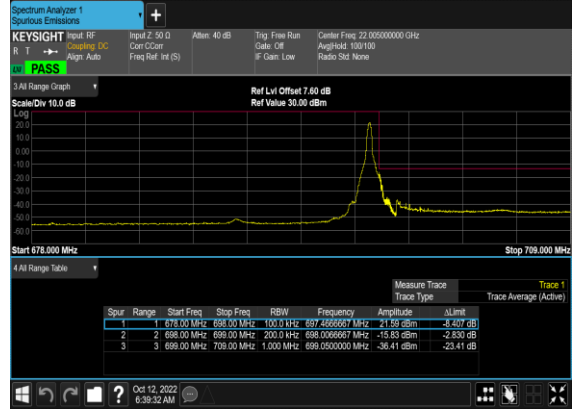 Spectrum Analyzer 1
Spurious Emissions
KEYSIGHT Input: RF Input Z: 50 Ω Atten: 40 dB Trig: Free Run Center Freq: 22.005000000 GHz
R T Coupling: DC Corr CCorr Gate: Off Avg|Hold: 100/100
Align: Auto Freq Ref: Int (S) IF Gain: Low Radio Std: None
PASS
3 All Range Graph
Ref Lvl Offset 7.60 dB
Scale/Div 10.0 dB Ref Value 30.00 dBm
Log
20.0
10.0
0.00
-10.0
-20.0
-30.0
-40.0
-50.0
-60.0
Start 678.000 MHz Stop 709.000 MHz
4 All Range Table
Measure Trace Trace 1
Trace Type Trace Average (Active)
Spur Range Start Freq Stop Freq RBW Frequency Amplitude ΔLimit
1 1 678.00 MHz 698.00 MHz 100.0 kHz 697.4666667 MHz 21.59 dBm -8.407 dB
2 2 698.00 MHz 699.00 MHz 200.0 kHz 698.0066667 MHz -15.83 dBm -2.830 dB
3 3 699.00 MHz 709.00 MHz 1.000 MHz 699.0500000 MHz -36.41 dBm -23.41 dB
Oct 12, 2022
6:39:32 AM